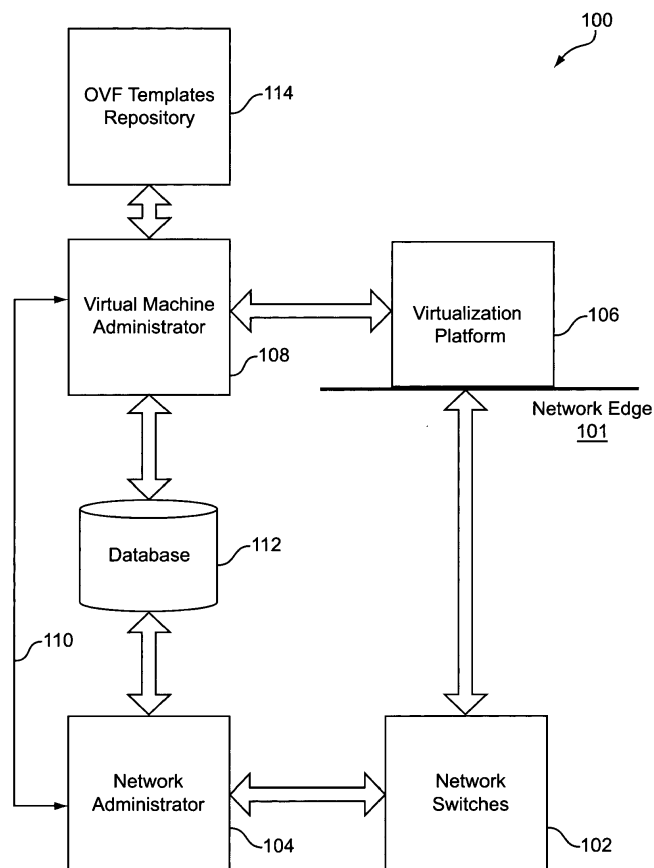 100
OVF Templates
Repository
114
Virtual Machine
Administrator
108
Virtualization
Platform
106
Network Edge
101
Database
112
110
Network
Administrator
104
Network
Switches
102